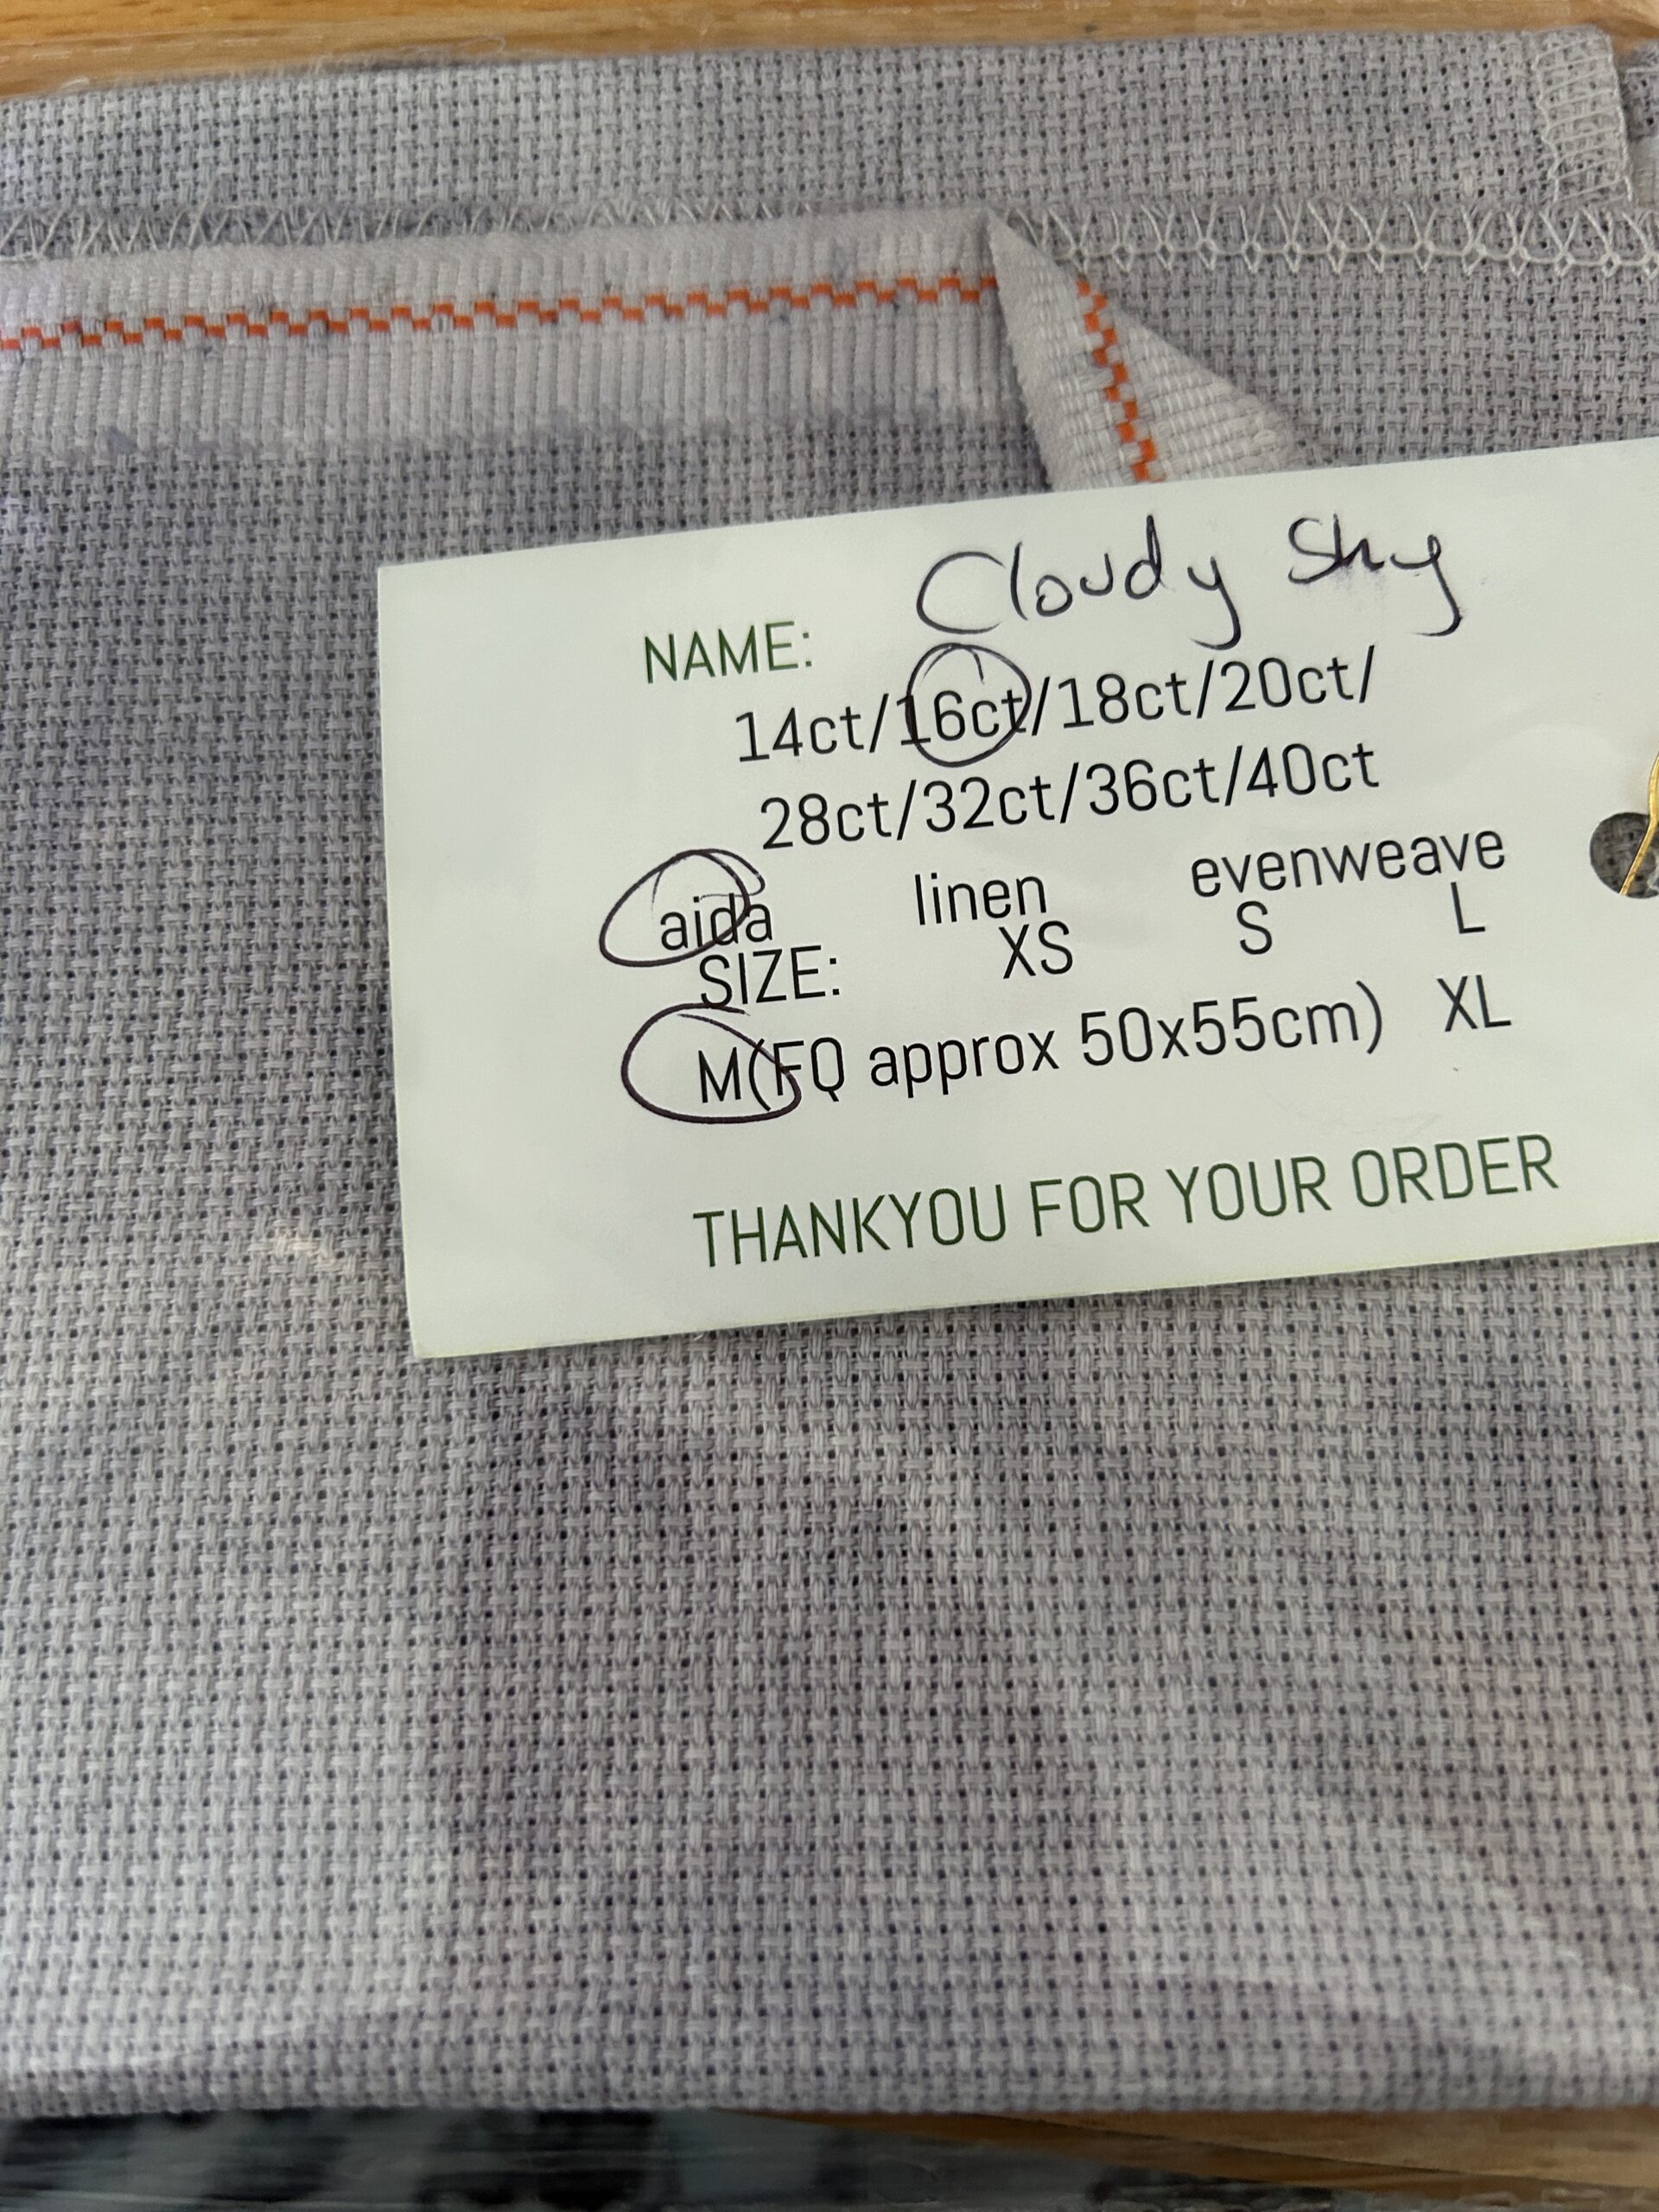 NAME: Cloudy Sky
14ct/16ct/18ct/20ct/
28ct/32ct/36ct/40ct
aida linen evenweave
SIZE: XS S L
M(FQ approx 50x55cm) XL
THANKYOU FOR YOUR ORDER